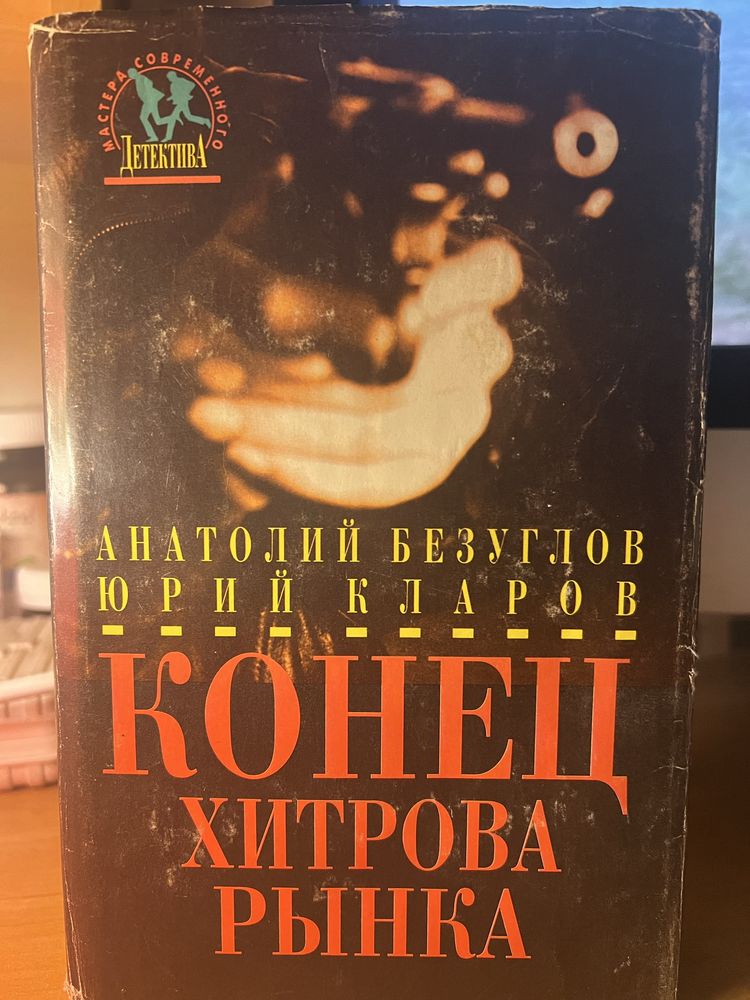 МАСТЕРА СОВРЕМЕННОГО
ДЕТЕКТИВА
АНАТОЛИЙ БЕЗУГЛОВ
ЮРИЙ КЛАРОВ
КОНЕЦ
ХИТРОВА
РЫНКА